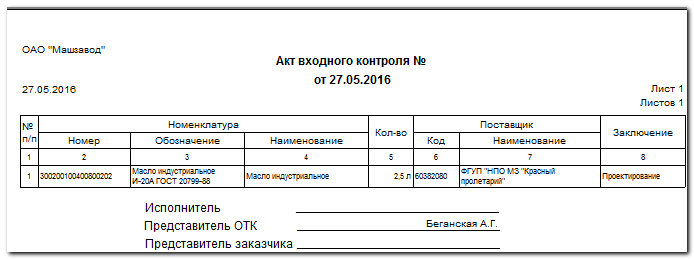 ОАО "Машзавод"
Акт входного контроля №
от 27.05.2016
27.05.2016
Лист 1
Листов 1
№ п/п Номенклатура Кол-во Поставщик Заключение
Номер Обозначение Наименование Код Наименование
1 2 3 4 5 6 7 8
1 300200100400800202 Масло индустриальное И-20А ГОСТ 20799-88 Масло индустриальное 2,5 л 60382080 ФГУП "НПО МЗ "Красный пролетарий" Проектирование
Исполнитель
Представитель ОТК Беганская А.Г.
Представитель заказчика